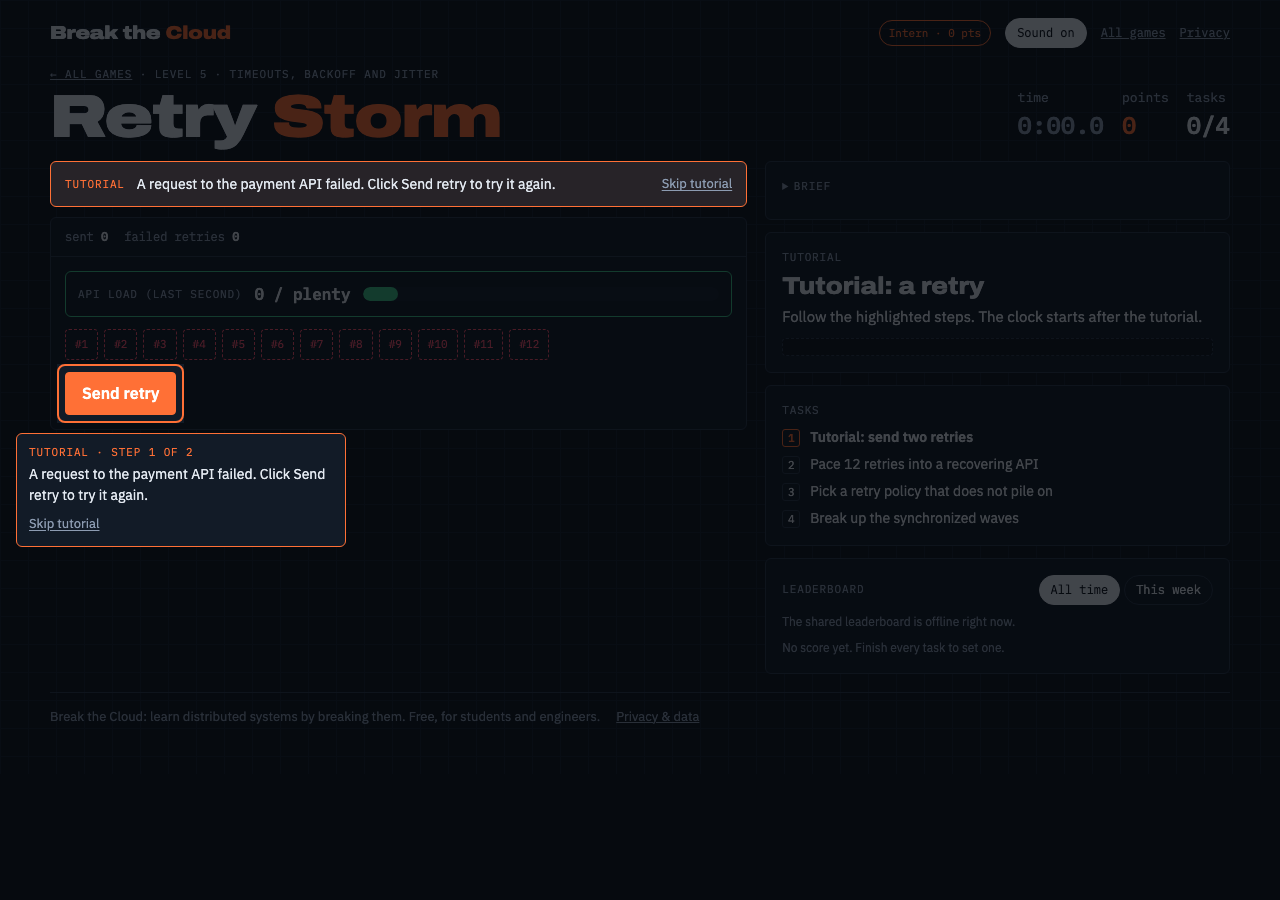 Break the Cloud
Intern · 0 pts
Sound on
All games
Privacy
← ALL GAMES · LEVEL 5 · TIMEOUTS, BACKOFF AND JITTER
Retry Storm
time
points
tasks
0:00.0
0
0/4
TUTORIAL
A request to the payment API failed. Click Send retry to try it again.
Skip tutorial
sent 0 failed retries 0
API LOAD (LAST SECOND)
0 / plenty
#1
#2
#3
#4
#5
#6
#7
#8
#9
#10
#11
#12
Send retry
TUTORIAL · STEP 1 OF 2
A request to the payment API failed. Click Send
retry to try it again.
Skip tutorial
▶ BRIEF
TUTORIAL
Tutorial: a retry
Follow the highlighted steps. The clock starts after the tutorial.
TASKS
1 Tutorial: send two retries
2 Pace 12 retries into a recovering API
3 Pick a retry policy that does not pile on
4 Break up the synchronized waves
LEADERBOARD
All time
This week
The shared leaderboard is offline right now.
No score yet. Finish every task to set one.
Break the Cloud: learn distributed systems by breaking them. Free, for students and engineers.
Privacy & data